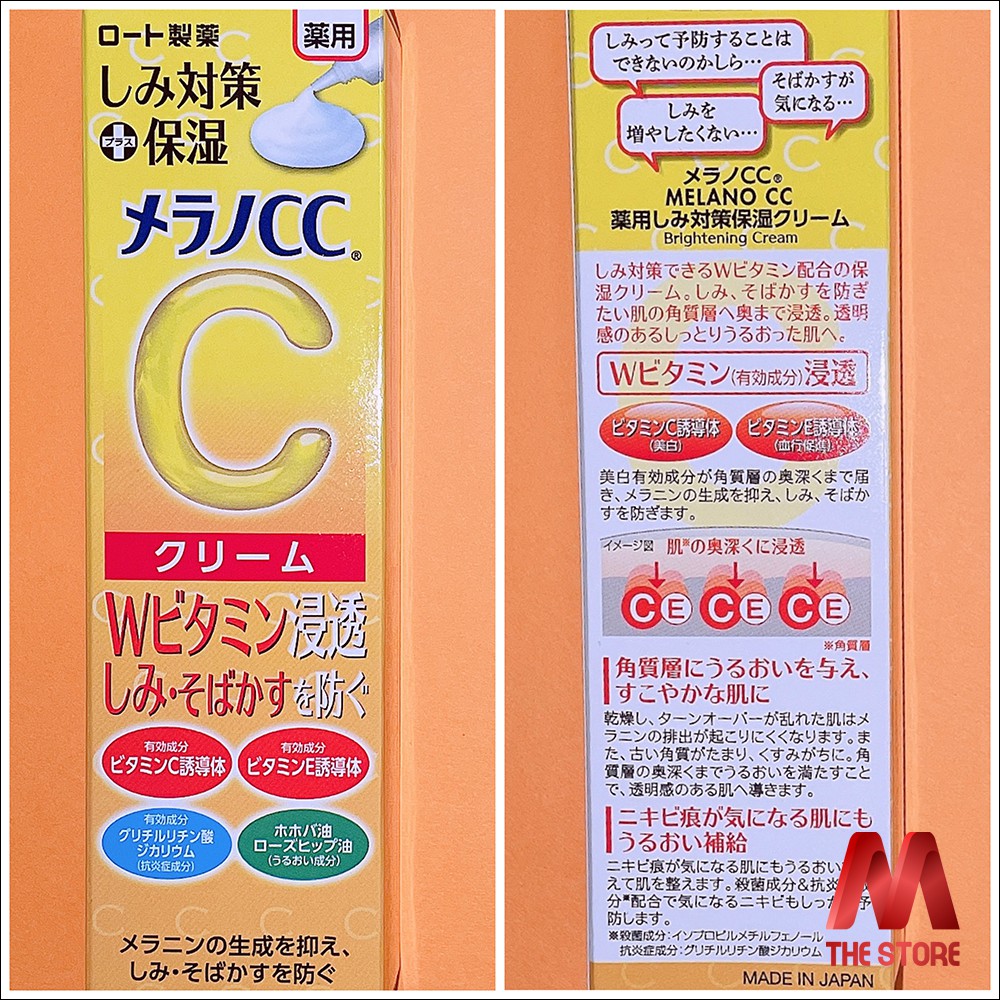 ロート製薬
薬用
しみ対策
プラス保湿
メラノCC®
C
クリーム
Wビタミン浸透
しみ・そばかすを防ぐ
有効成分
ビタミンC誘導体
有効成分
ビタミンE誘導体
有効成分
グリチルリチン酸
ジカリウム
(抗炎症成分)
ホホバ油
ローズヒップ油
(うるおい成分)
メラニンの生成を抑え、
しみ・そばかすを防ぐ
しみって予防することは
できないのかしら…
そばかすが
気になる…
しみを
増やしたくない…
メラノCC®
MELANO CC
薬用しみ対策保湿クリーム
Brightening Cream
しみ対策できるWビタミン配合の保
湿クリーム。しみ、そばかすを防ぎ
たい肌の角質層へ奥まで浸透。透明
感のあるしっとりうるおった肌へ。
Wビタミン(有効成分)浸透
ビタミンC誘導体
(美白)
ビタミンE誘導体
(血行促進)
美白有効成分が角質層の奥深くまで届
き、メラニンの生成を抑え、しみ、そばか
すを防ぎます。
イメージ図 肌※の奥深くに浸透
C E C E C E
※角質層
角質層にうるおいを与え、
すこやかな肌に
乾燥し、ターンオーバーが乱れた肌はメ
ラニンの排出が起こりにくくなります。ま
た、古い角質がたまり、くすみがちに。角
質層の奥深くまでうるおいを満たすこと
で、透明感のある肌へ導きます。
ニキビ痕が気になる肌にも
うるおい補給
ニキビ痕が気になる肌にもうるおい
えて肌を整えます。殺菌成分&抗炎
分※配合で気になるニキビもしっか 予
防します。
※殺菌成分:イソプロピルメチルフェノール
抗炎症成分:グリチルリチン酸ジカリウム
MADE IN JAPAN
M
THE STORE